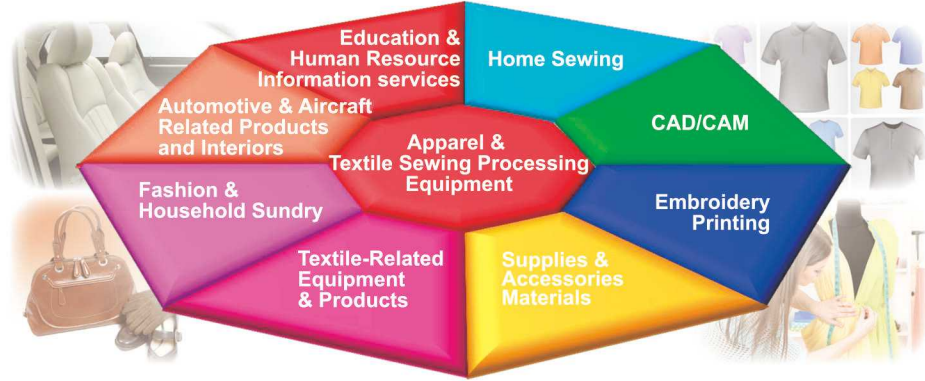 Education &
Human Resource
Information services
Home Sewing
Automotive & Aircraft
Related Products
and Interiors
CAD/CAM
Apparel &
Textile Sewing Processing
Equipment
Fashion &
Household Sundry
Embroidery
Printing
Textile-Related
Equipment
& Products
Supplies &
Accessories
Materials